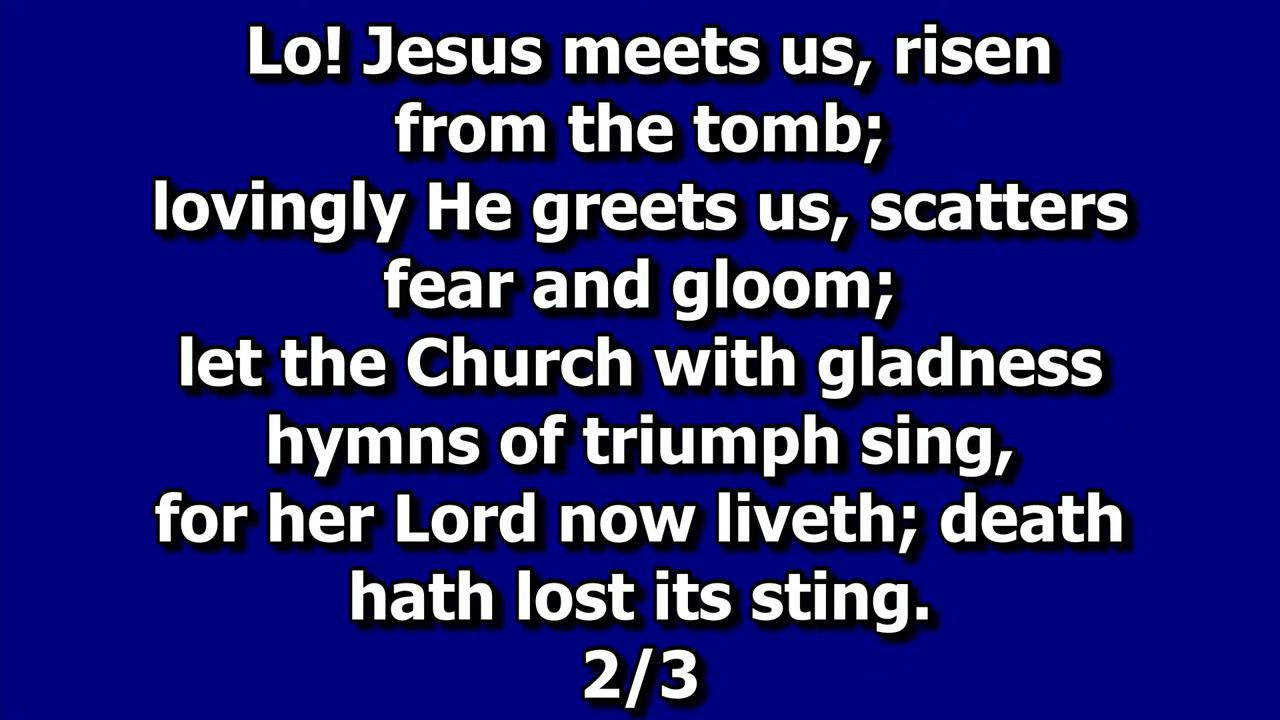 Lo! Jesus meets us, risen
from the tomb;
lovingly He greets us, scatters
fear and gloom;
let the Church with gladness
hymns of triumph sing,
for her Lord now liveth; death
hath lost its sting.
2/3